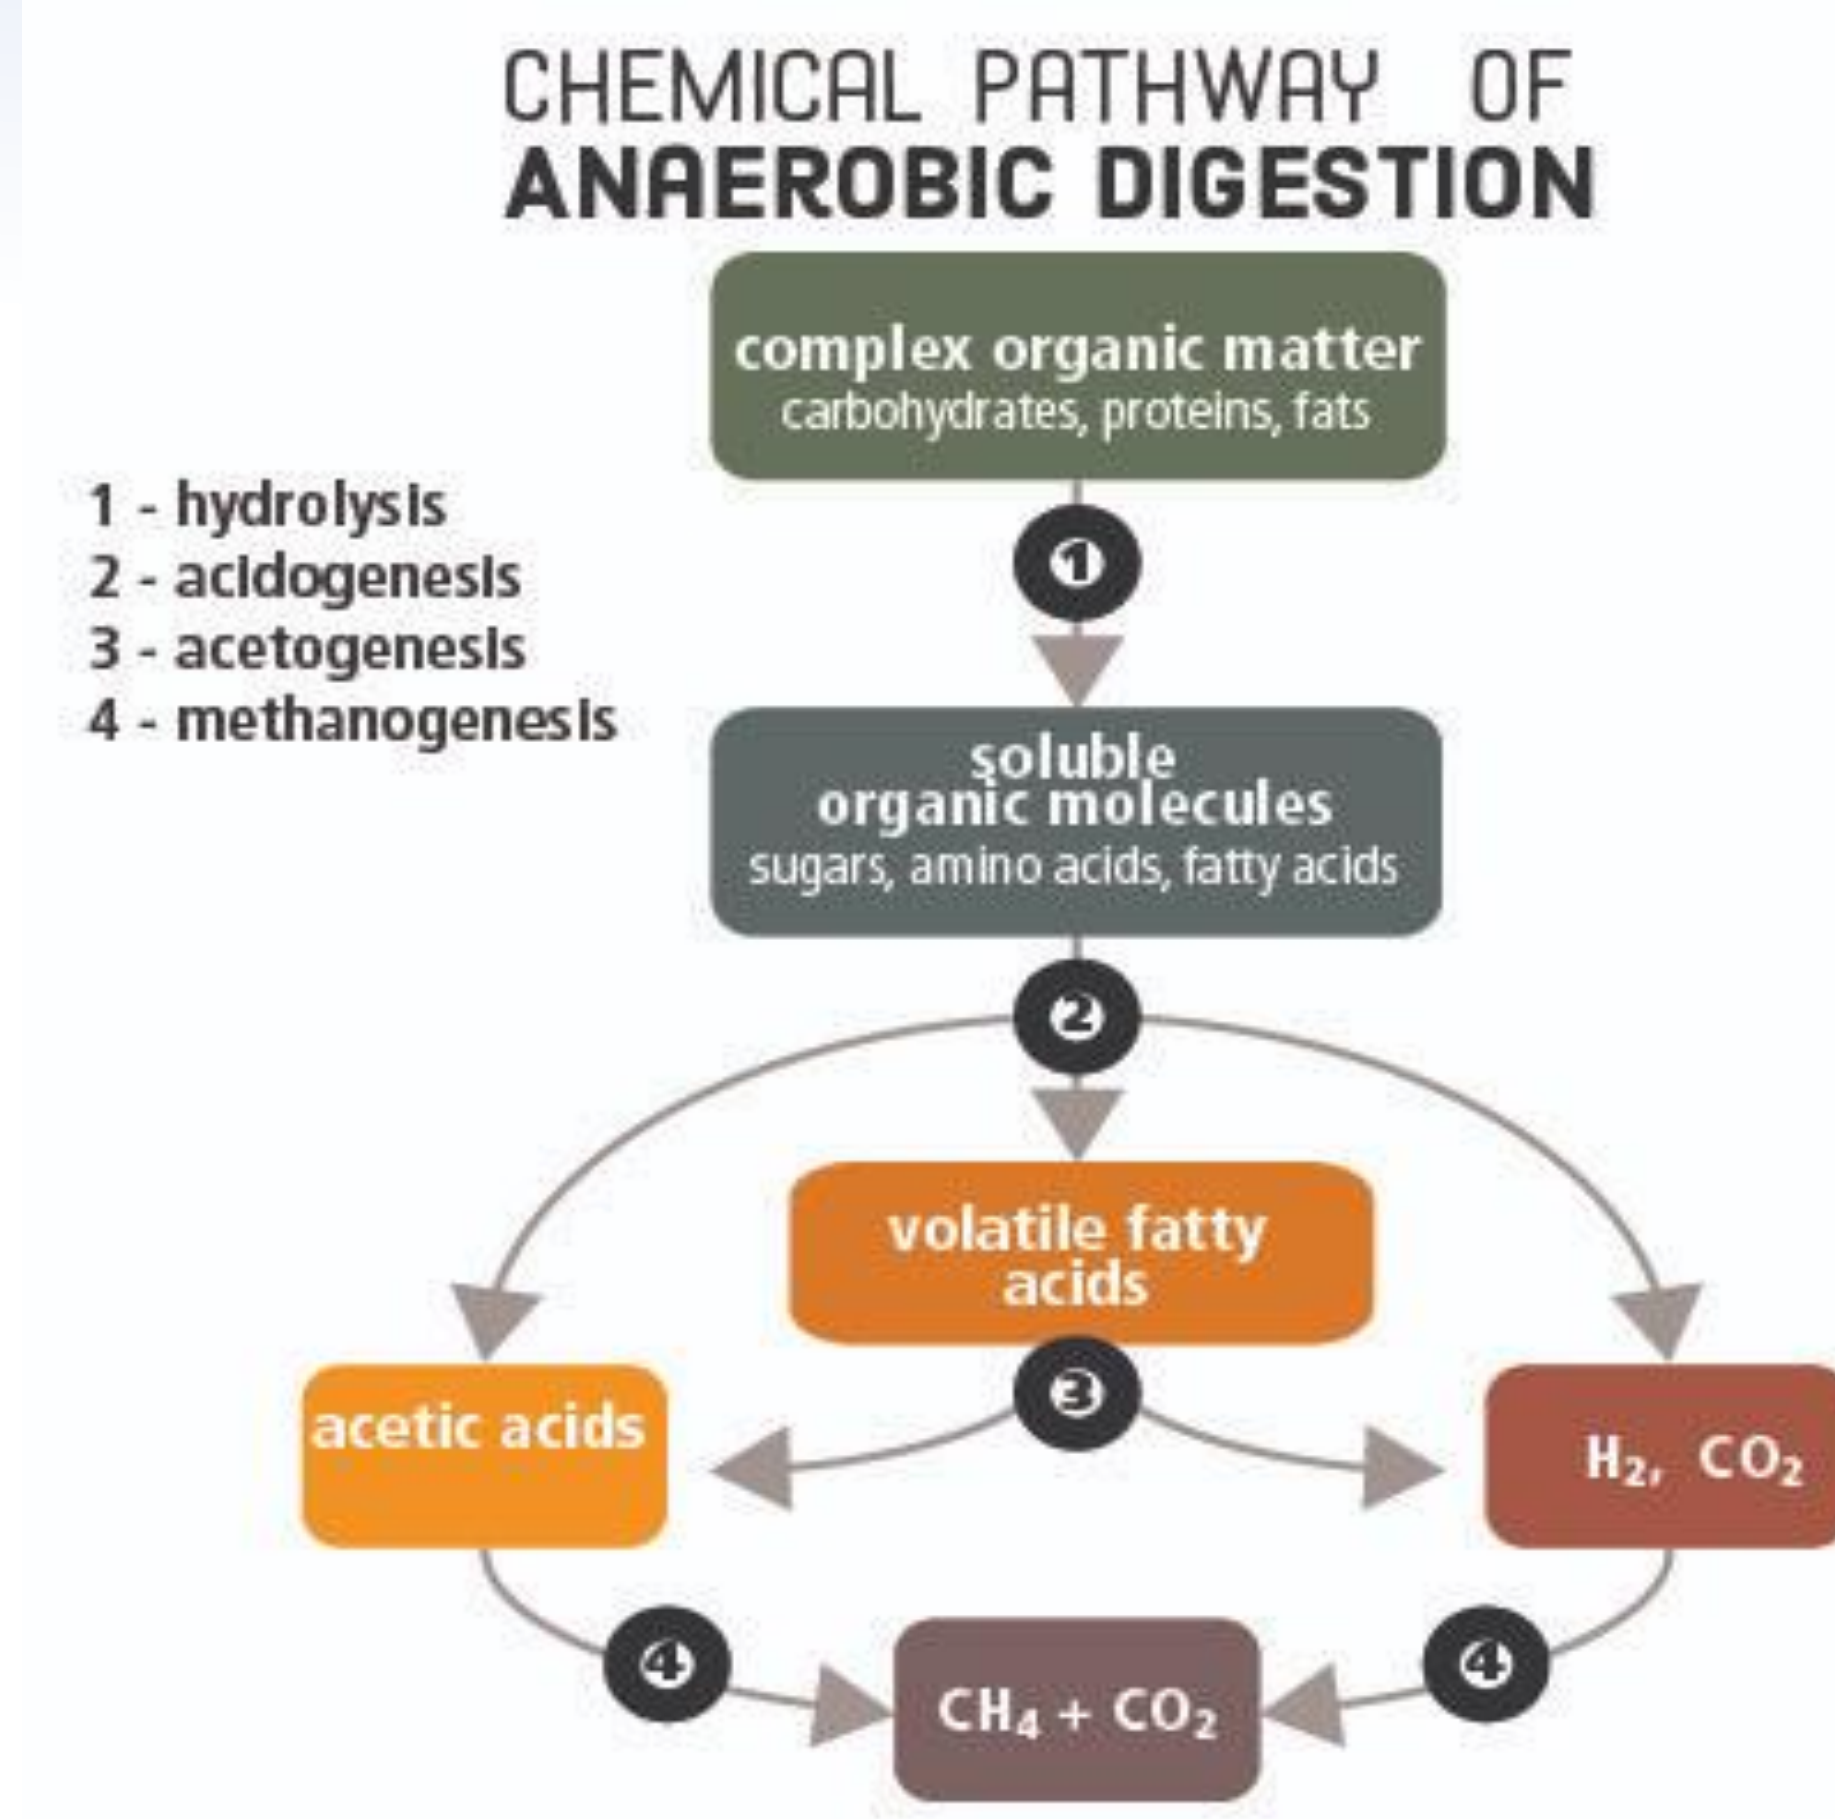 CHEMICAL PATHWAY OF
ANAEROBIC DIGESTION
complex organic matter
carbohydrates, proteins, fats
1 - hydrolysis
2 - acidogenesis
3 - acetogenesis
4 - methanogenesis
1
soluble
organic molecules
sugars, amino acids, fatty acids
2
volatile fatty
acids
3
acetic acids
H₂, CO₂
4
4
CH₄ + CO₂